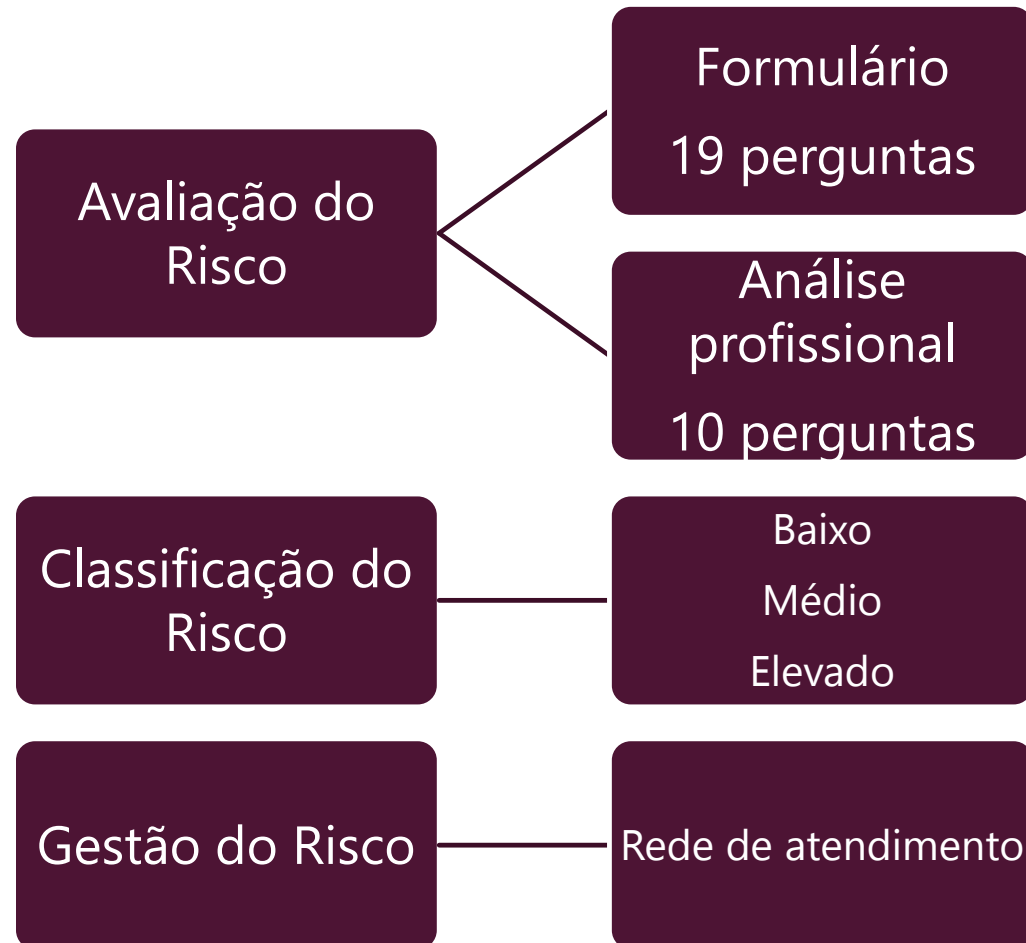 Avaliação do
Risco
Formulário
19 perguntas
Análise
profissional
10 perguntas
Classificação do
Risco
Baixo
Médio
Elevado
Gestão do Risco
Rede de atendimento